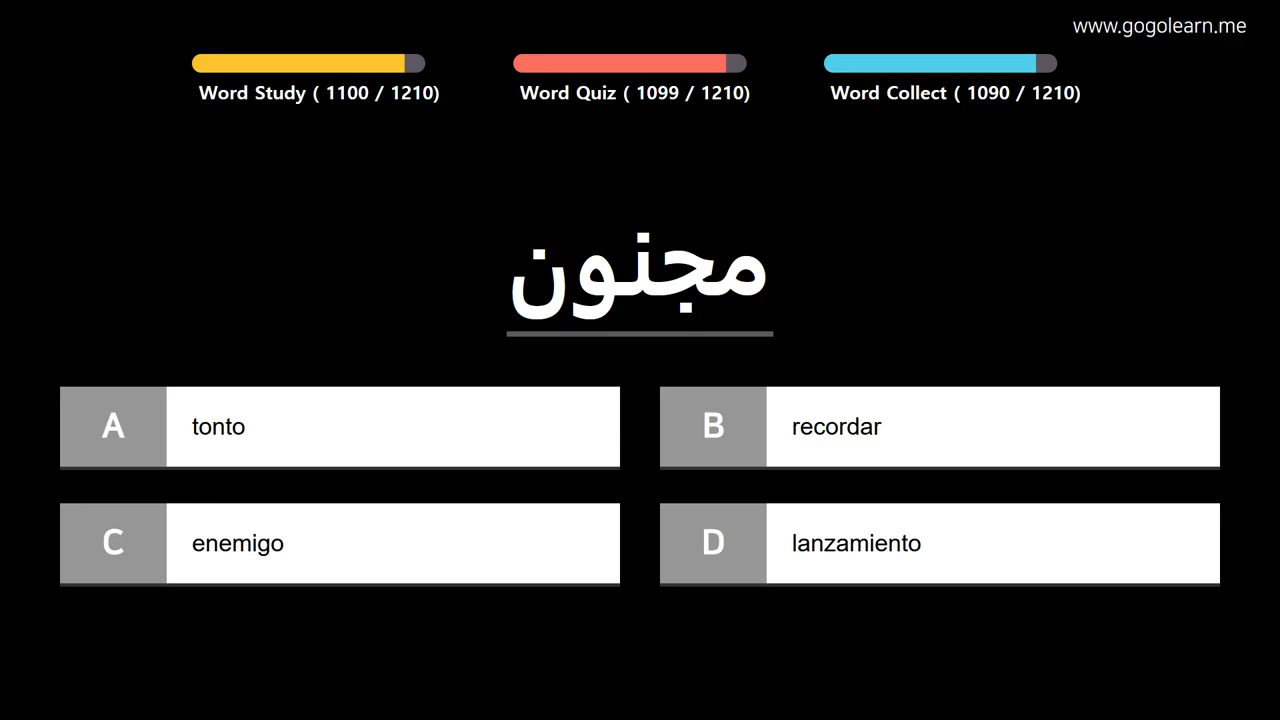 www.gogolearn.me
Word Study ( 1100 / 1210)
Word Quiz ( 1099 / 1210)
Word Collect ( 1090 / 1210)
مجنون
A tonto
B recordar
C enemigo
D lanzamiento